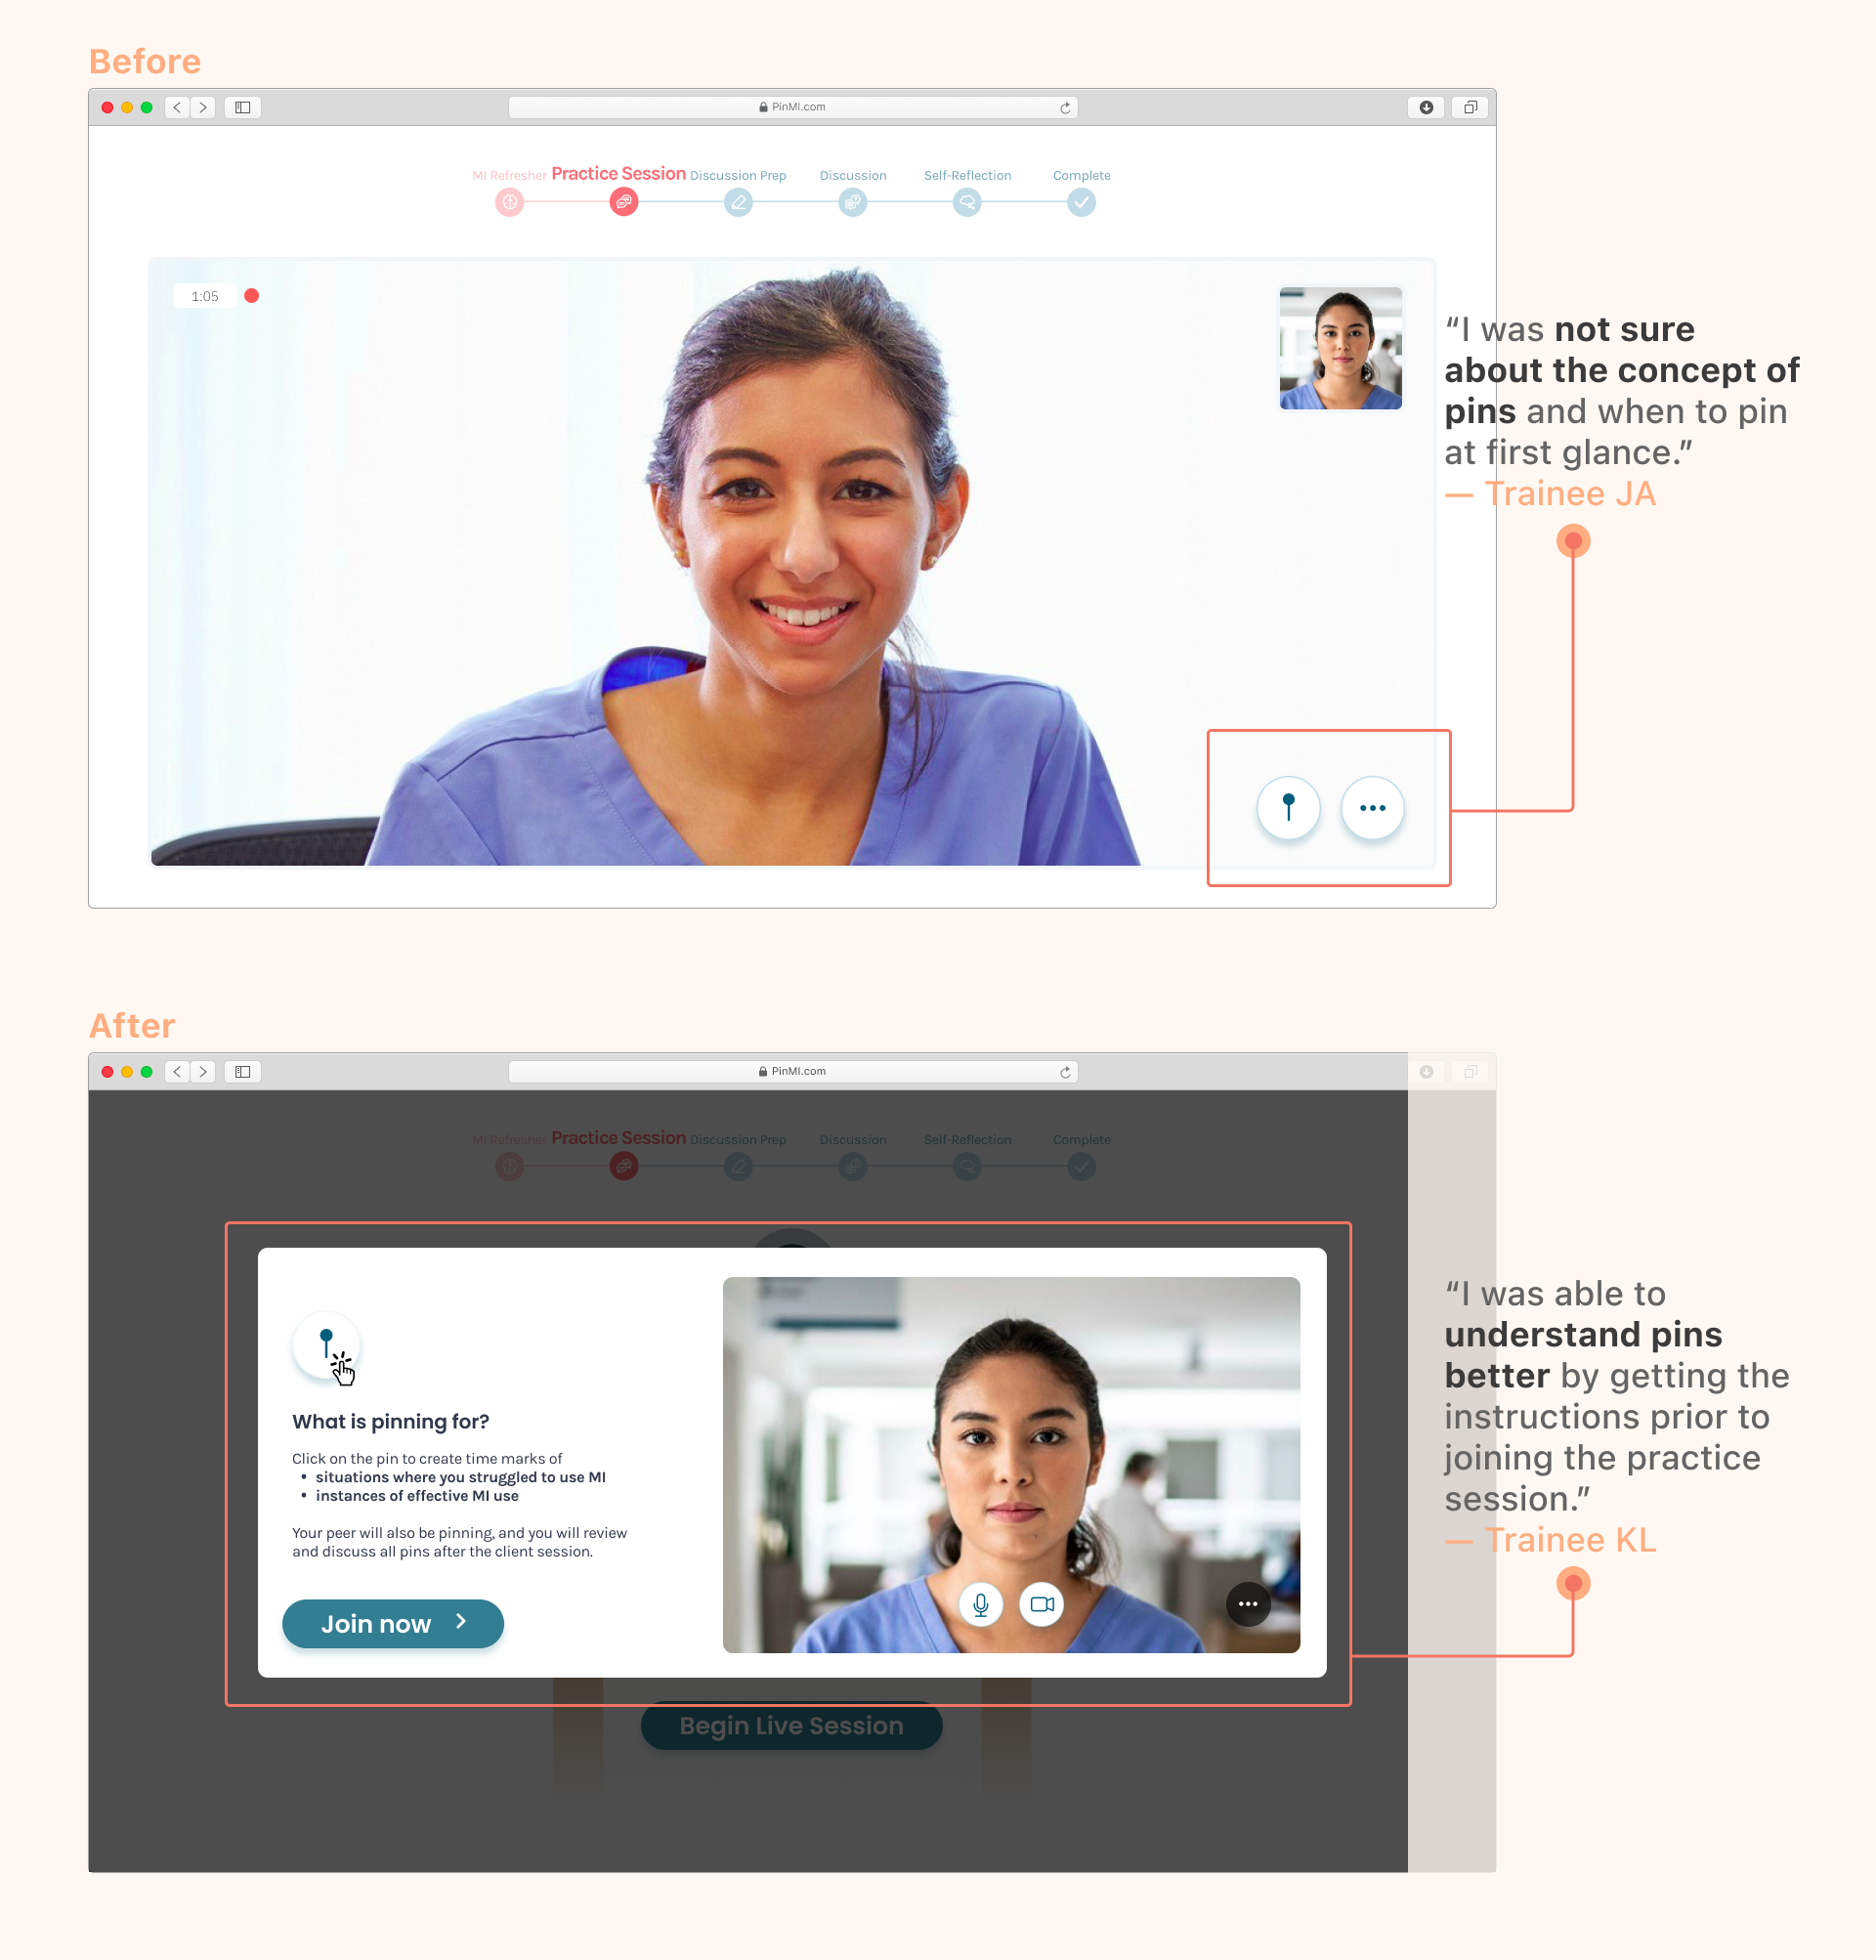 Before
PinMI.com
MI Refresher Practice Session Discussion Prep Discussion Self-Reflection Complete
1:05
“I was not sure
about the concept of
pins and when to pin
at first glance.”
— Trainee JA
After
PinMI.com
MI Refresher Practice Session Discussion Prep Discussion Self-Reflection Complete
What is pinning for?
Click on the pin to create time marks of
• situations where you struggled to use MI
• instances of effective MI use
Your peer will also be pinning, and you will review
and discuss all pins after the client session.
Join now
“I was able to
understand pins
better by getting the
instructions prior to
joining the practice
session.”
— Trainee KL
Begin Live Session